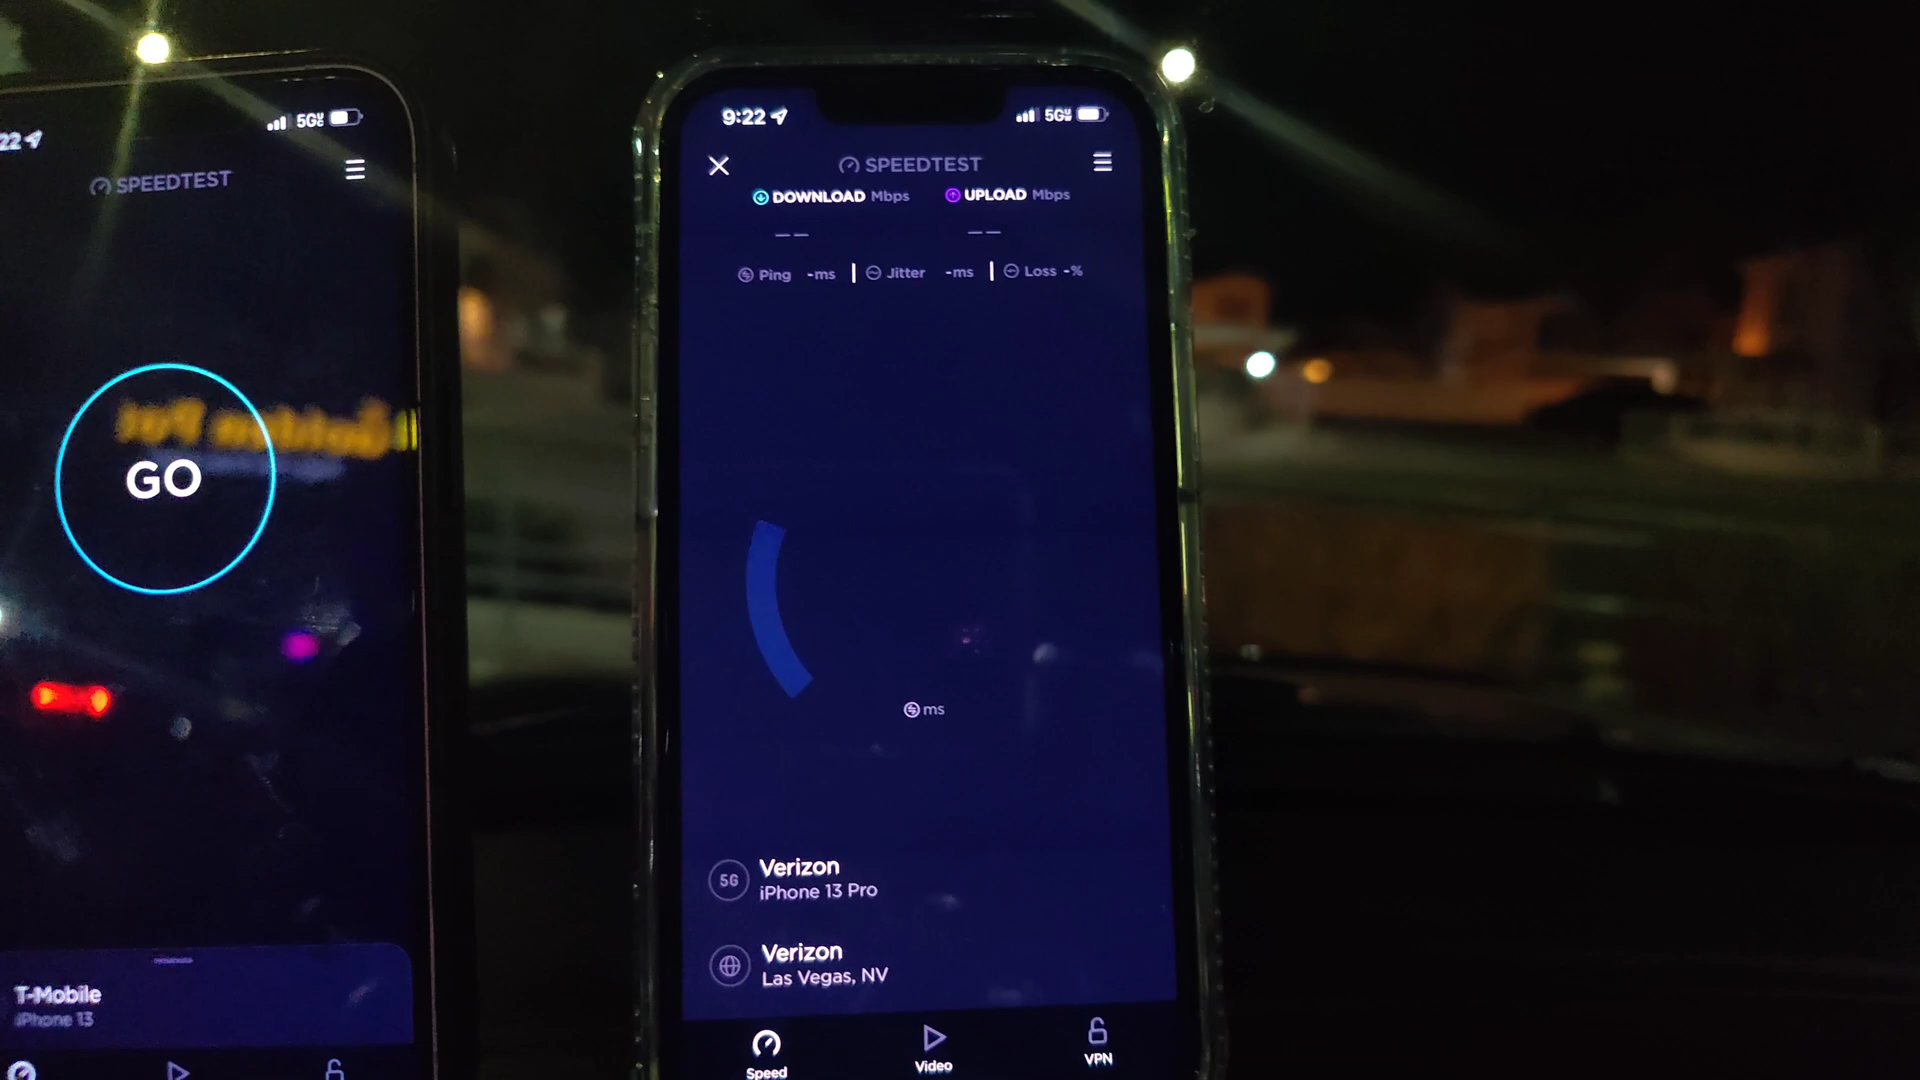 22
5G
SPEEDTEST
GO
T-Mobile
iPhone 13
9:22
5G
SPEEDTEST
DOWNLOAD Mbps
UPLOAD Mbps
Ping -ms
Jitter -ms
Loss -%
ms
5G
Verizon
iPhone 13 Pro
Verizon
Las Vegas, NV
Speed
Video
VPN